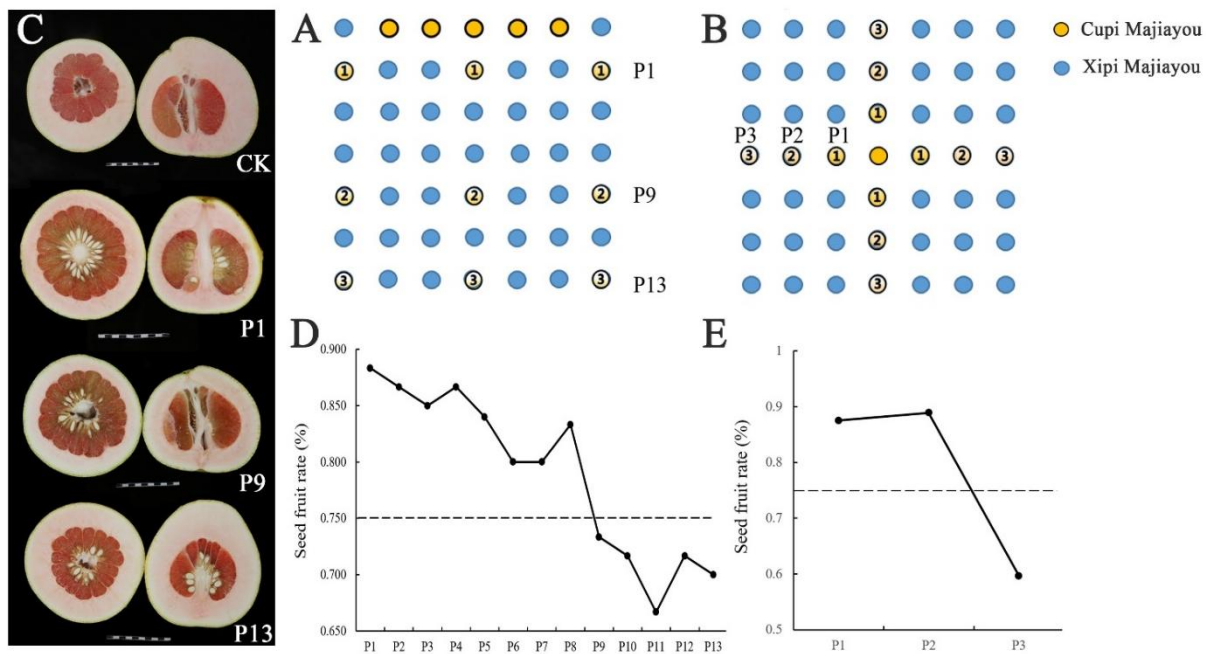 C
CK
P1
P9
P13
A
1 1 1 P1
2 2 2 P9
3 3 3 P13
B
3
2
1
P3 P2 P1
3 2 1 1 2 3
1
2
3
Cupi Majiayou
Xipi Majiayou
D
Seed fruit rate (%)
0.900
0.850
0.800
0.750
0.700
0.650
P1 P2 P3 P4 P5 P6 P7 P8 P9 P10 P11 P12 P13
E
Seed fruit rate (%)
1
0.9
0.8
0.7
0.6
0.5
P1 P2 P3